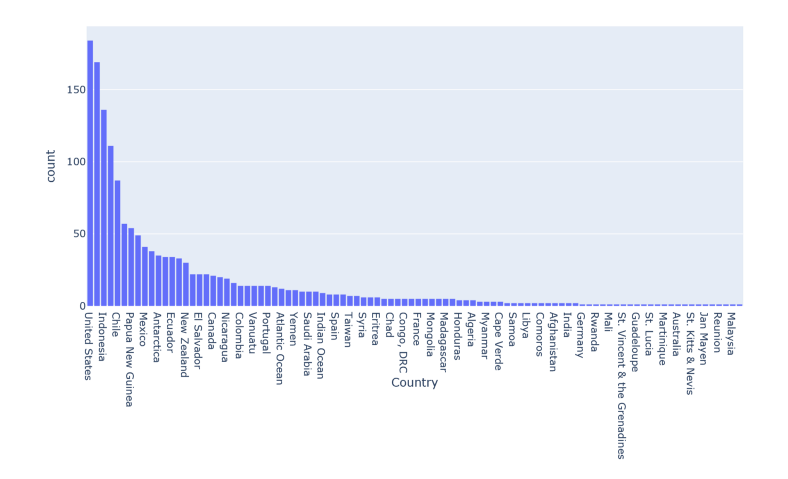 count
150
100
50
0
United States
Indonesia
Chile
Papua New Guinea
Mexico
Antarctica
Ecuador
New Zealand
El Salvador
Canada
Nicaragua
Colombia
Vanuatu
Portugal
Atlantic Ocean
Yemen
Saudi Arabia
Indian Ocean
Spain
Taiwan
Syria
Eritrea
Chad
Congo, DRC
France
Mongolia
Madagascar
Honduras
Algeria
Myanmar
Cape Verde
Samoa
Libya
Comoros
Afghanistan
India
Germany
Rwanda
Mali
St. Vincent & the Grenadines
Guadeloupe
St. Lucia
Martinique
Australia
St. Kitts & Nevis
Jan Mayen
Reunion
Malaysia
Country